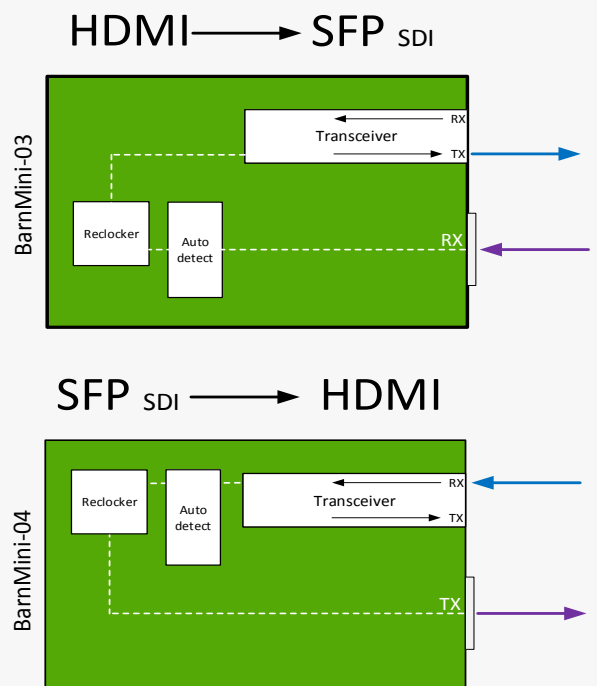 HDMI SFP SDI
BarnMini-03
RX
Transceiver
TX
Reclocker
Auto
detect
RX
SFP SDI HDMI
BarnMini-04
RX
Transceiver
TX
Reclocker
Auto
detect
TX